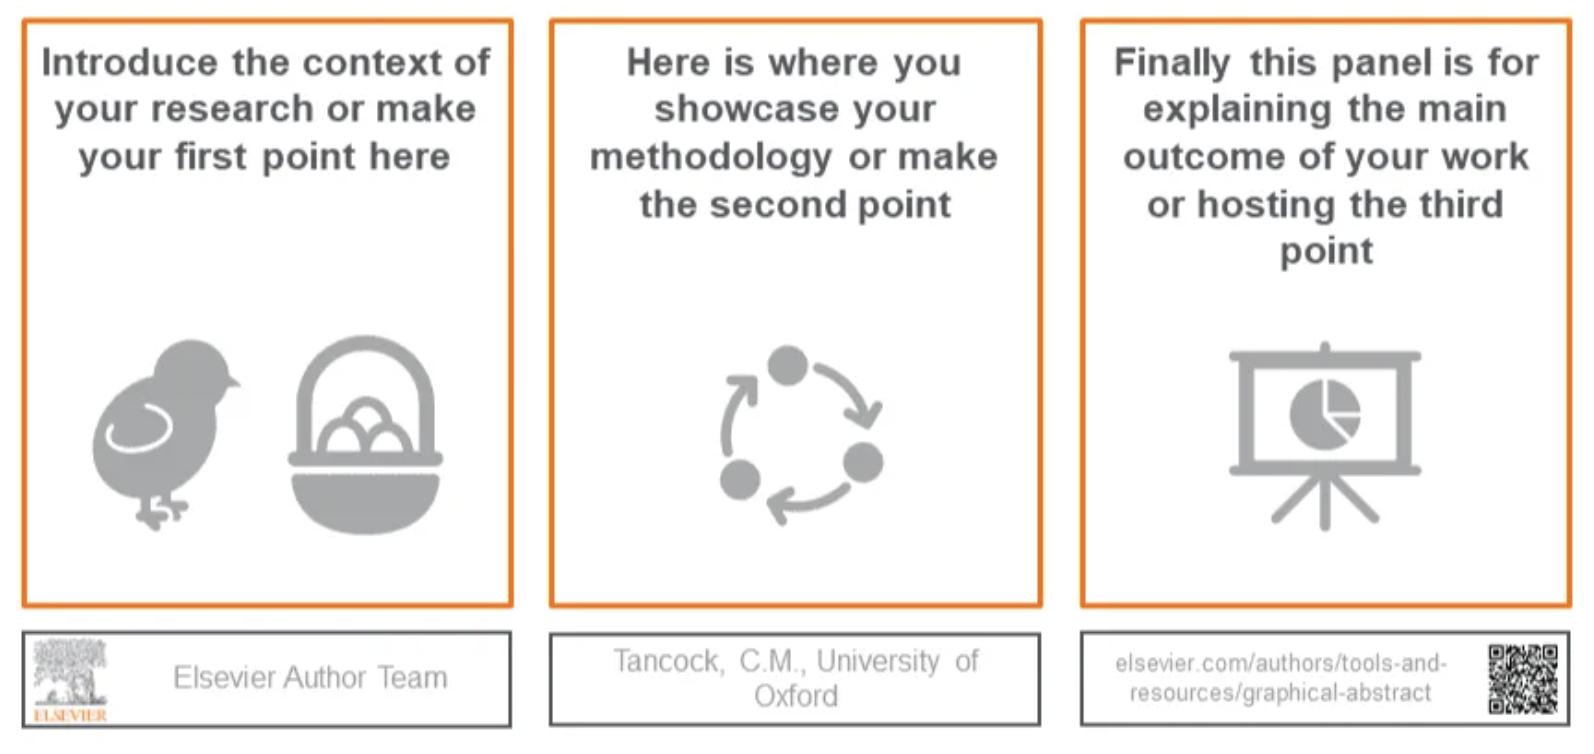 Introduce the context of
your research or make
your first point here
Here is where you
showcase your
methodology or make
the second point
Finally this panel is for
explaining the main
outcome of your work
or hosting the third
point
ELSEVIER
Elsevier Author Team
Tancock, C.M., University of
Oxford
elsevier.com/authors/tools-and-
resources/graphical-abstract